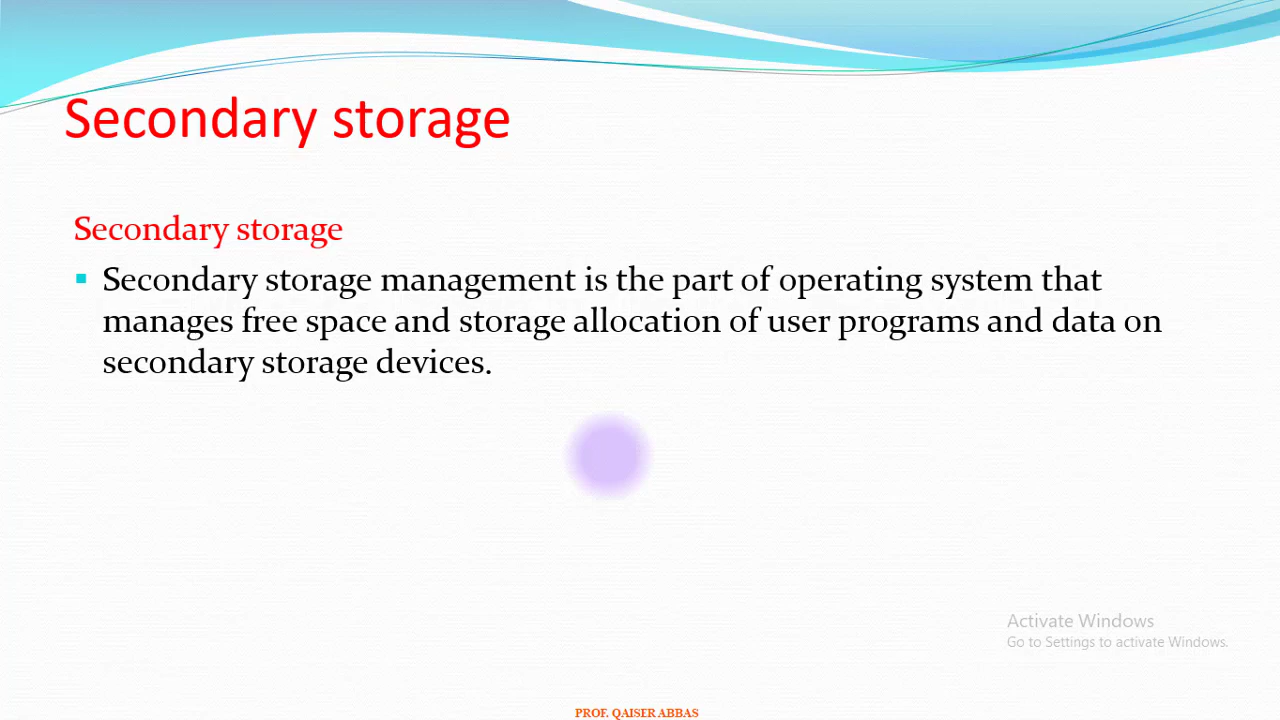 Secondary storage
Secondary storage
Secondary storage management is the part of operating system that
manages free space and storage allocation of user programs and data on
secondary storage devices.
Activate Windows
Go to Settings to activate Windows.
PROF. QAISER ABBAS